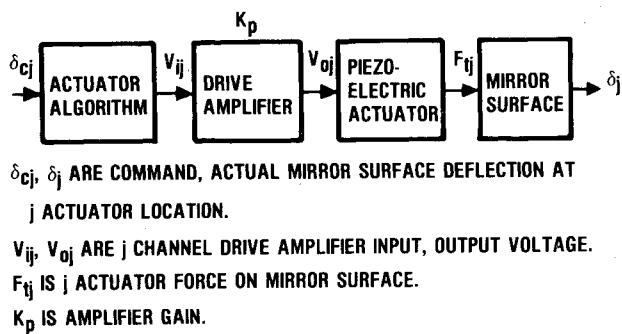 Kp
δcj
ACTUATOR
ALGORITHM
Vij
DRIVE
AMPLIFIER
Voj
PIEZO-
ELECTRIC
ACTUATOR
Ftj
MIRROR
SURFACE
δj
δcj, δj ARE COMMAND, ACTUAL MIRROR SURFACE DEFLECTION AT
j ACTUATOR LOCATION.
Vij, Voj ARE j CHANNEL DRIVE AMPLIFIER INPUT, OUTPUT VOLTAGE.
Ftj IS j ACTUATOR FORCE ON MIRROR SURFACE.
Kp IS AMPLIFIER GAIN.